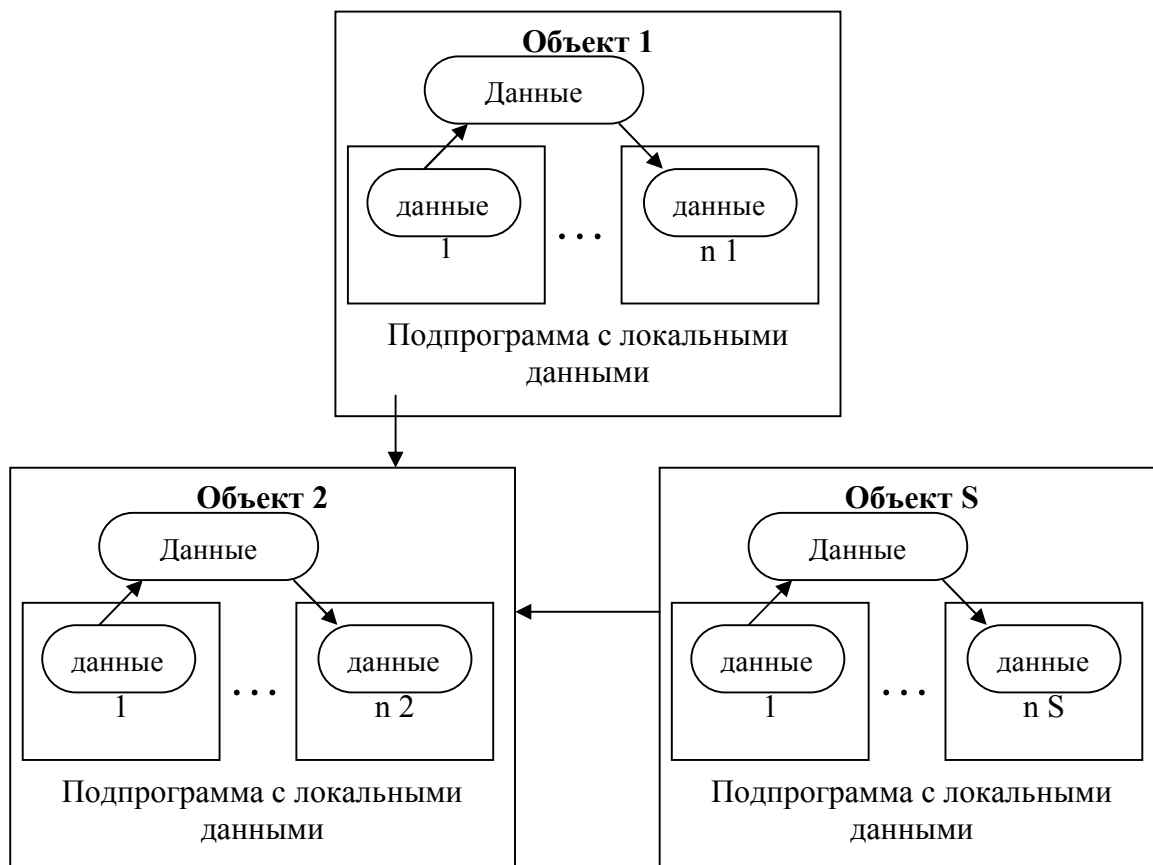 Объект 1
Данные
данные
1
. . .
данные
n 1
Подпрограмма с локальными
данными
Объект 2
Данные
данные
1
. . .
данные
n 2
Подпрограмма с локальными
данными
Объект S
Данные
данные
1
. . .
данные
n S
Подпрограмма с локальными
данными